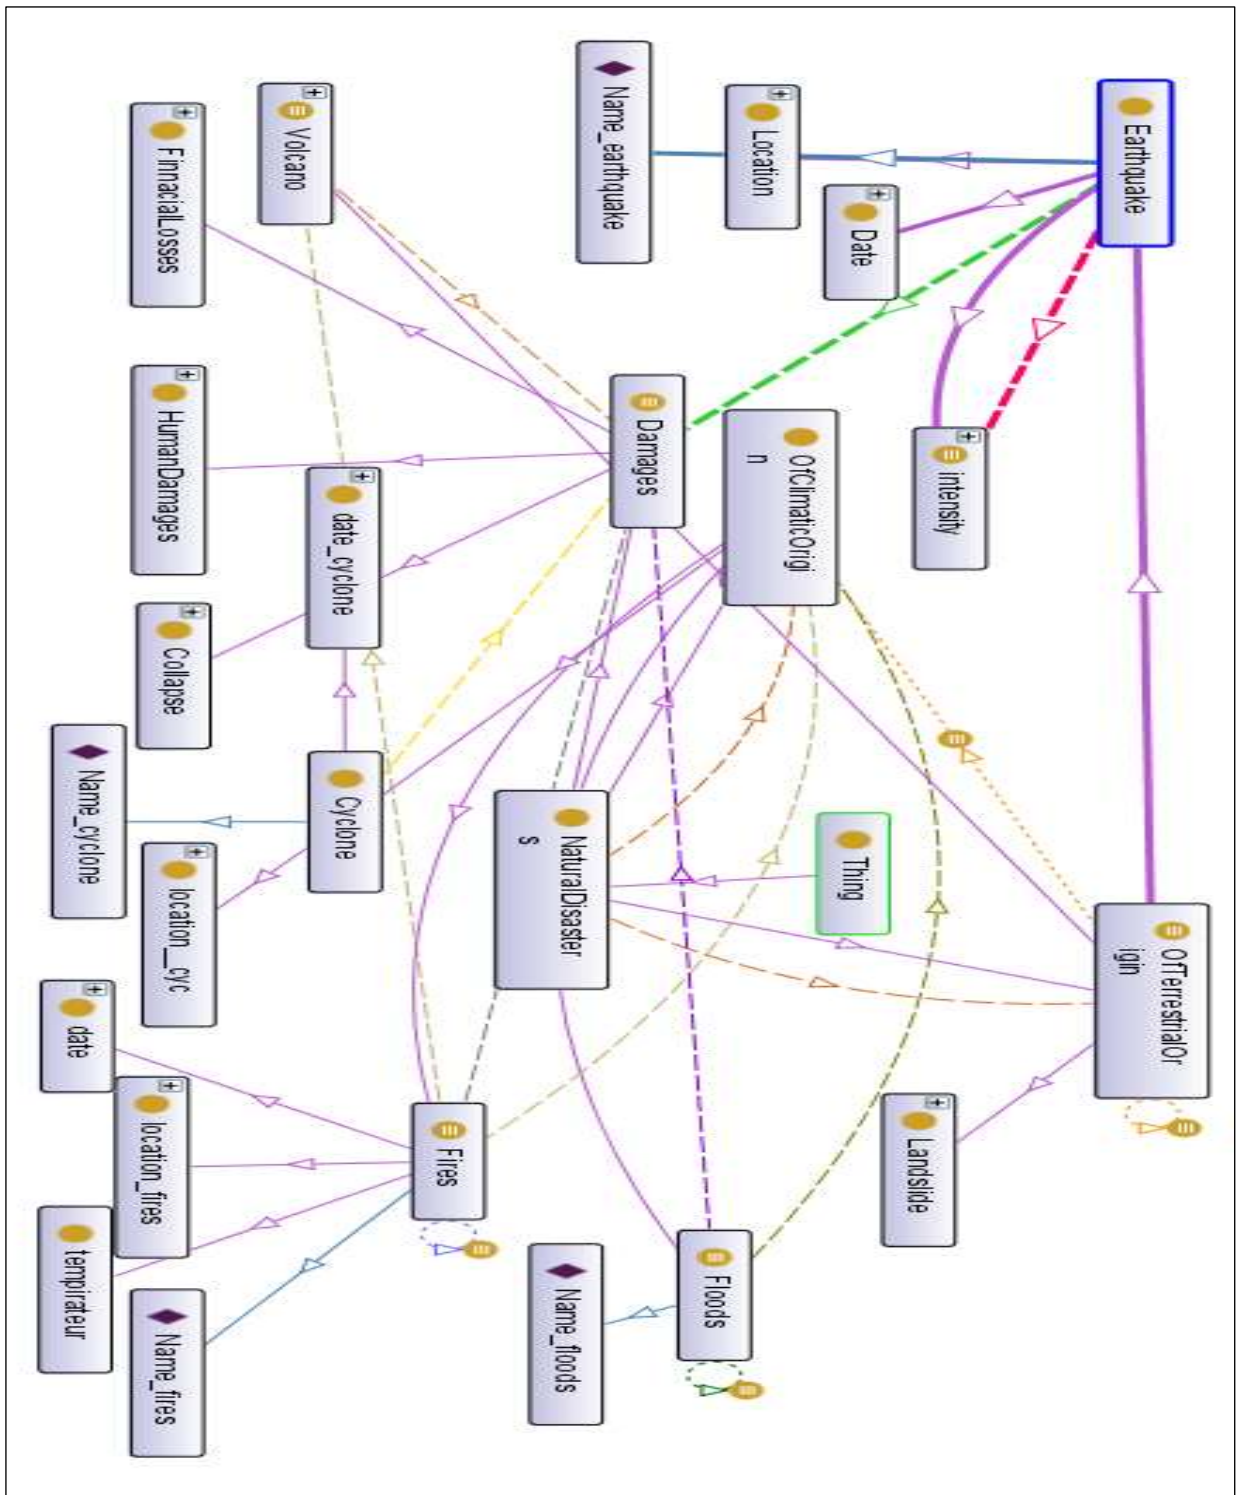 Earthquake
OfTerrestrialOr
igin
intensity
Landslide
Date
Thing
Location
OfClimaticOrigi
n
Floods
Damages
Name_earthquake
NaturalDisaster
s
Name_floods
Fires
date_cyclone
Cyclone
Volcano
FinnacialLosses
HumanDamages
Collapse
location__cyc
location_fires
Name_fires
Name_cyclone
date
tempirateur